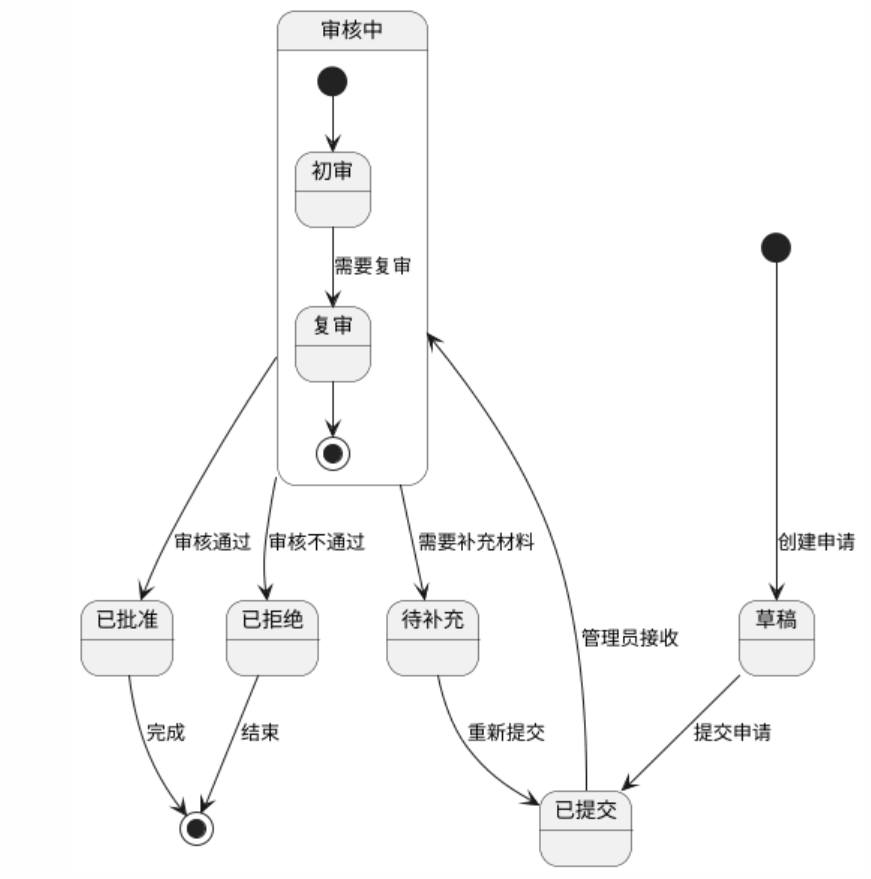 审核中
初审
需要复审
复审
审核通过
审核不通过
需要补充材料
创建申请
已批准
已拒绝
待补充
草稿
管理员接收
完成
结束
重新提交
提交申请
已提交